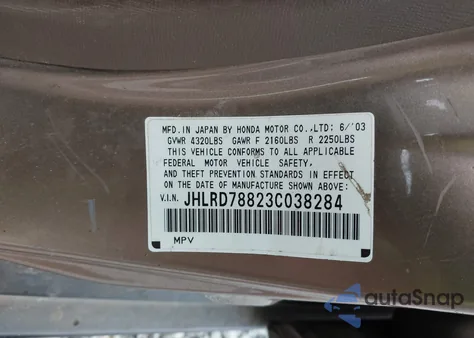 MFD.IN JAPAN BY HONDA MOTOR CO.,LTD: 6/'03
GVWR 4320LBS GAWR F 2160LBS R 2250LBS
THIS VEHICLE CONFORMS TO ALL APPLICABLE
FEDERAL MOTOR VEHICLE SAFETY,
AND THEFT PREVENTION STANDARDS IN EFFECT
ON THE DATE OF MANUFACTURE SHOWN ABOVE:
V.I.N. JHLRD78823C038284
MPV
autoSnap